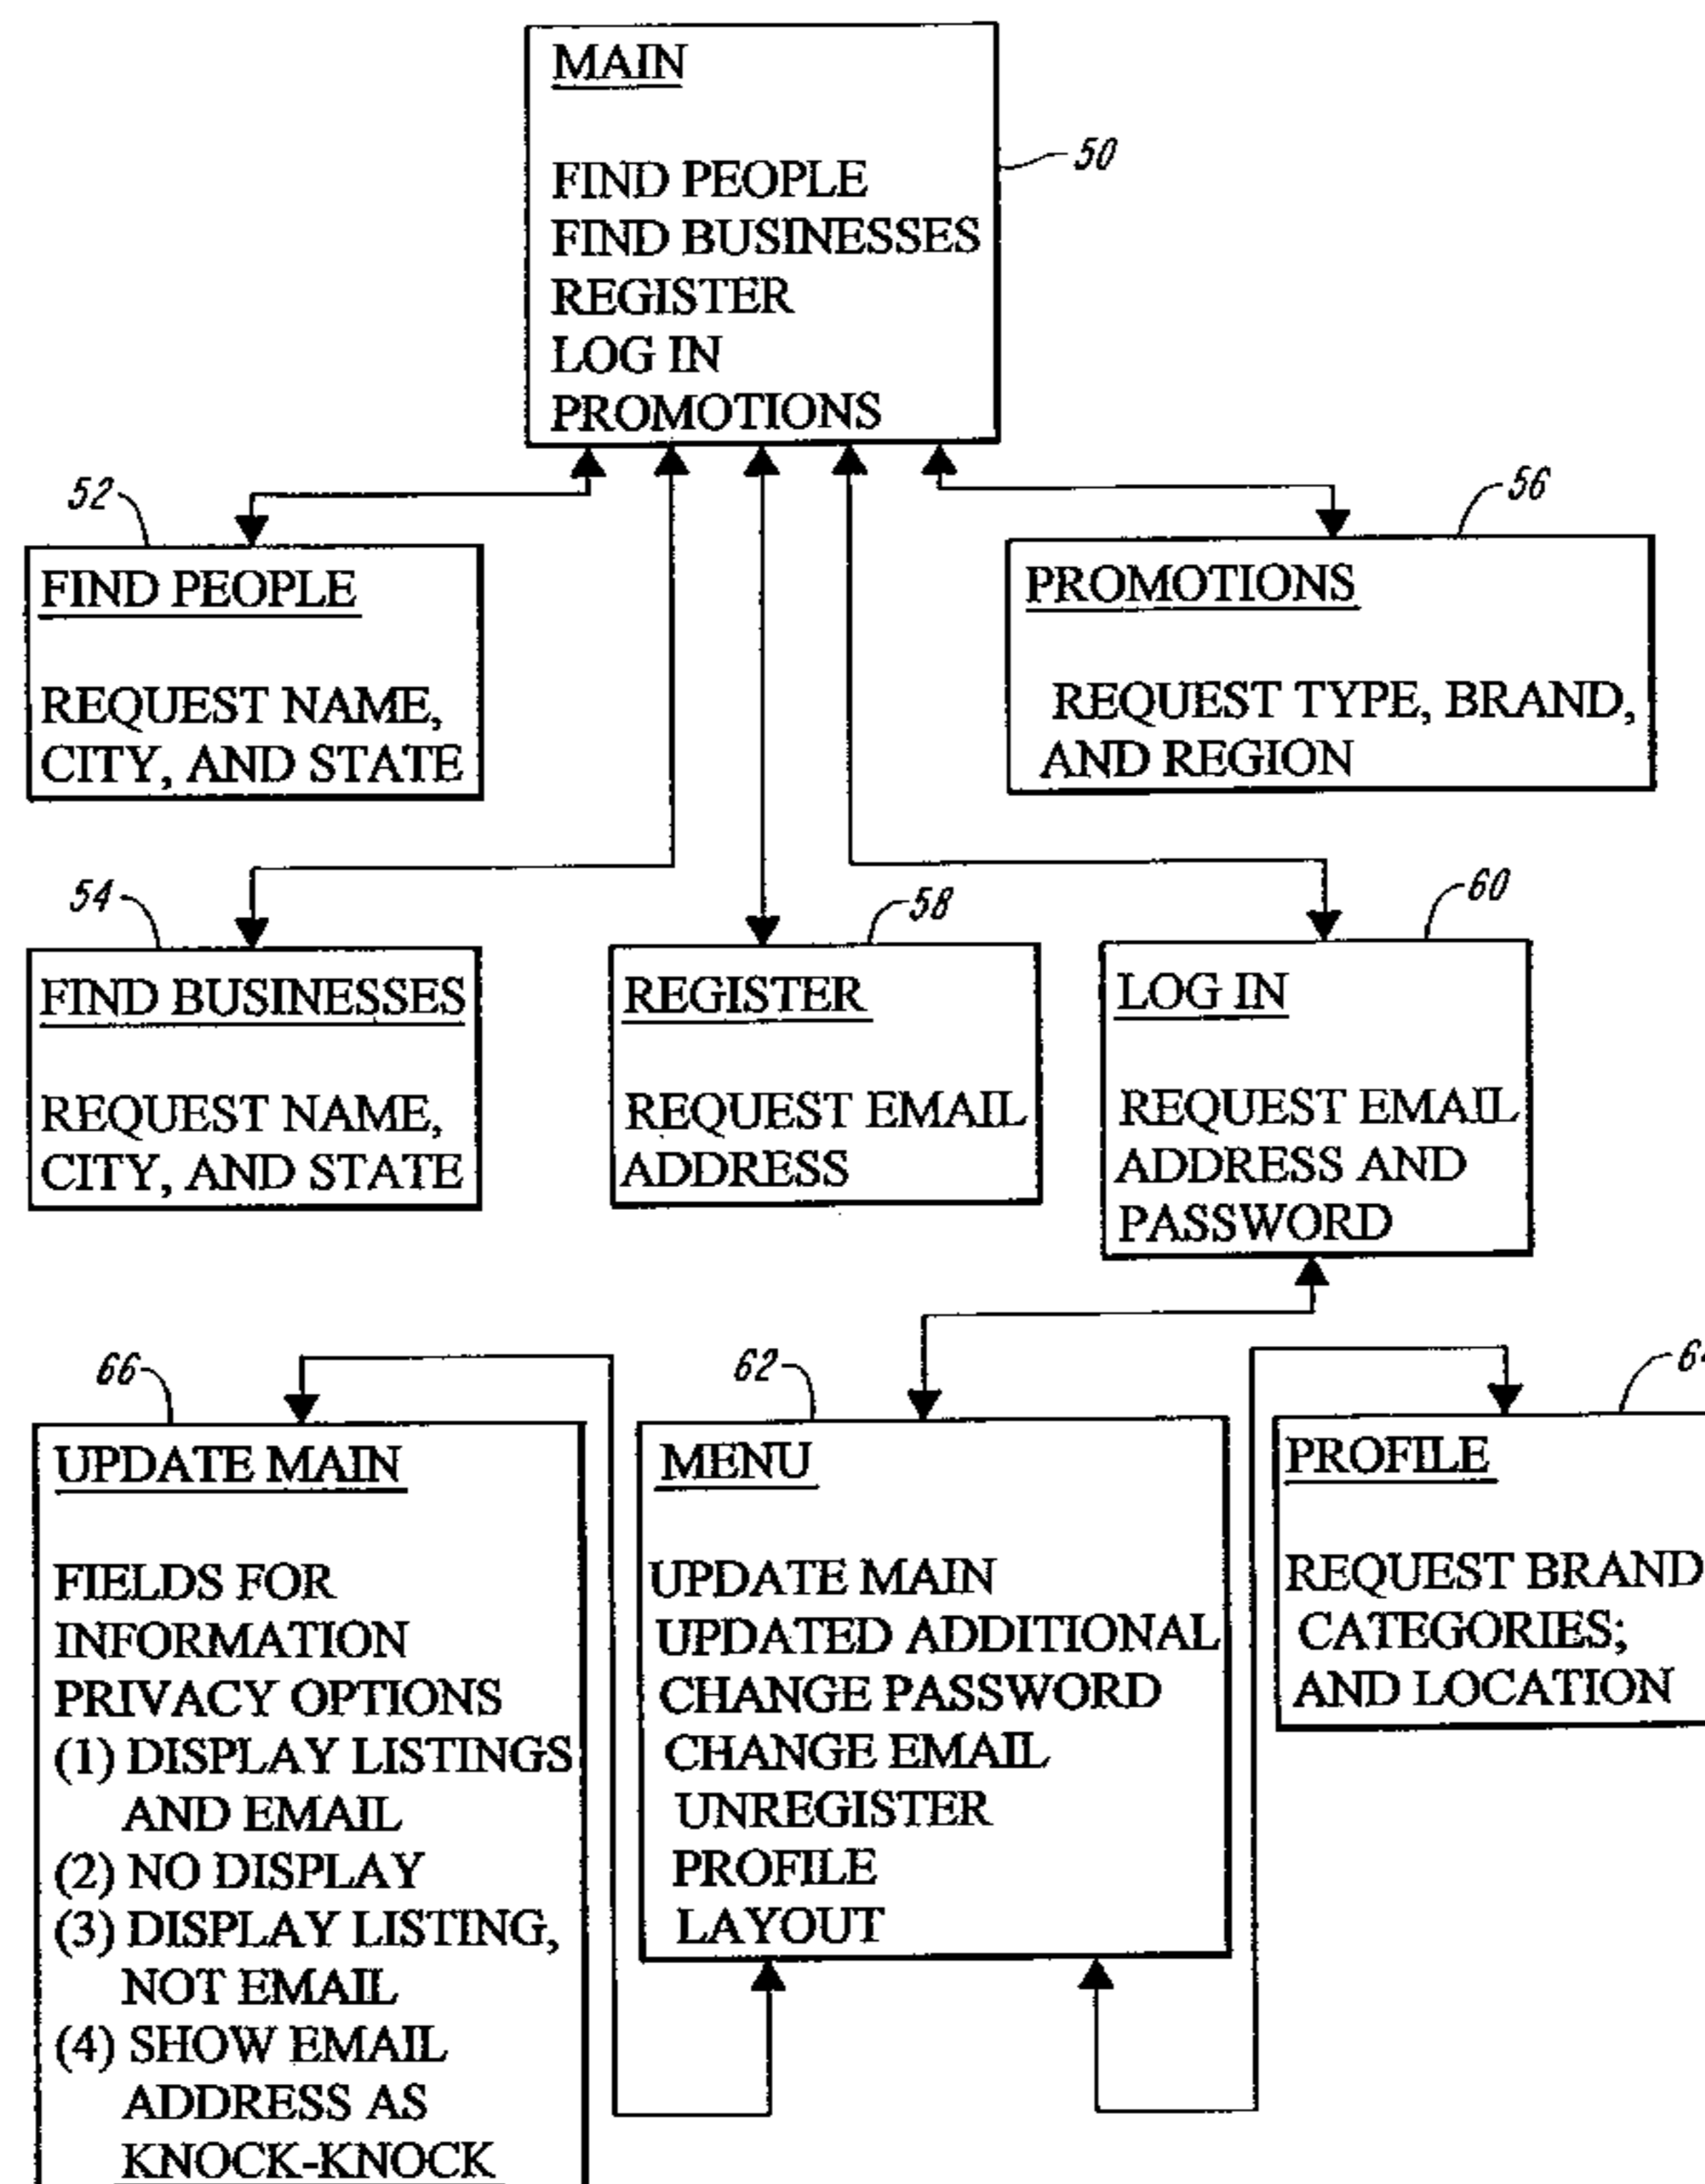 MAIN
FIND PEOPLE
FIND BUSINESSES
REGISTER
LOG IN
PROMOTIONS
50
52
FIND PEOPLE
REQUEST NAME,
CITY, AND STATE
56
PROMOTIONS
REQUEST TYPE, BRAND,
AND REGION
54
FIND BUSINESSES
REQUEST NAME,
CITY, AND STATE
58
REGISTER
REQUEST EMAIL
ADDRESS
60
LOG IN
REQUEST EMAIL
ADDRESS AND
PASSWORD
66
UPDATE MAIN
FIELDS FOR
INFORMATION
PRIVACY OPTIONS
(1) DISPLAY LISTINGS
AND EMAIL
(2) NO DISPLAY
(3) DISPLAY LISTING,
NOT EMAIL
(4) SHOW EMAIL
ADDRESS AS
KNOCK-KNOCK
62
MENU
UPDATE MAIN
UPDATED ADDITIONAL
CHANGE PASSWORD
CHANGE EMAIL
UNREGISTER
PROFILE
LAYOUT
64
PROFILE
REQUEST BRAND
CATEGORIES;
AND LOCATION